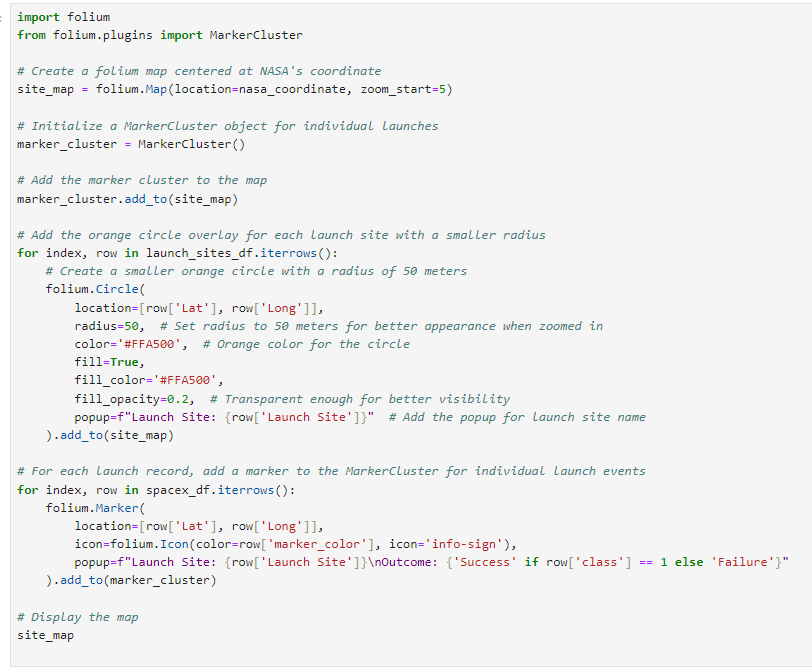 import folium
from folium.plugins import MarkerCluster
# Create a folium map centered at NASA's coordinate
site_map = folium.Map(location=nasa_coordinate, zoom_start=5)
# Initialize a MarkerCluster object for individual launches
marker_cluster = MarkerCluster()
# Add the marker cluster to the map
marker_cluster.add_to(site_map)
# Add the orange circle overlay for each launch site with a smaller radius
for index, row in launch_sites_df.iterrows():
    # Create a smaller orange circle with a radius of 50 meters
    folium.Circle(
        location=[row['Lat'], row['Long']],
        radius=50,  # Set radius to 50 meters for better appearance when zoomed in
        color='#FFA500',  # Orange color for the circle
        fill=True,
        fill_color='#FFA500',
        fill_opacity=0.2,  # Transparent enough for better visibility
        popup=f"Launch Site: {row['Launch Site']}"  # Add the popup for launch site name
    ).add_to(site_map)
# For each launch record, add a marker to the MarkerCluster for individual launch events
for index, row in spacex_df.iterrows():
    folium.Marker(
        location=[row['Lat'], row['Long']],
        icon=folium.Icon(color=row['marker_color'], icon='info-sign'),
        popup=f"Launch Site: {row['Launch Site']}\nOutcome: {'Success' if row['class'] == 1 else 'Failure'}"
    ).add_to(marker_cluster)
# Display the map
site_map